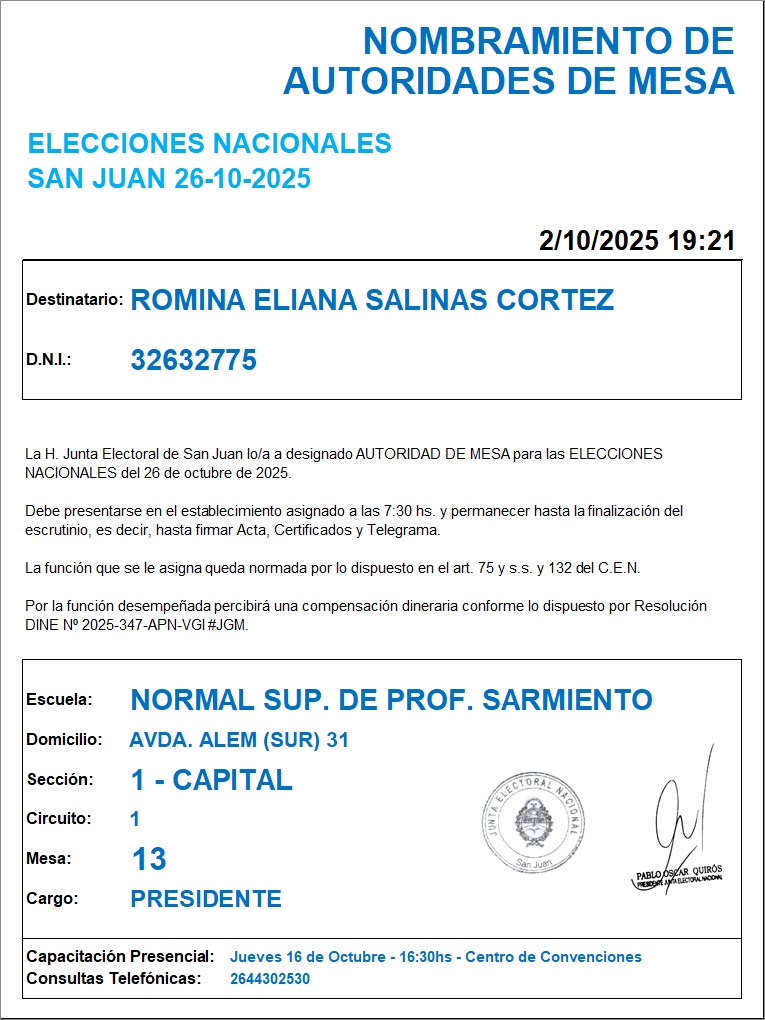 NOMBRAMIENTO DE
AUTORIDADES DE MESA
ELECCIONES NACIONALES
SAN JUAN 26-10-2025
2/10/2025 19:21
Destinatario: ROMINA ELIANA SALINAS CORTEZ
D.N.I.: 32632775
La H. Junta Electoral de San Juan lo/a a designado AUTORIDAD DE MESA para las ELECCIONES
NACIONALES del 26 de octubre de 2025.
Debe presentarse en el establecimiento asignado a las 7:30 hs. y permanecer hasta la finalización del
escrutinio, es decir, hasta firmar Acta, Certificados y Telegrama.
La función que se le asigna queda normada por lo dispuesto en el art. 75 y s.s. y 132 del C.E.N.
Por la función desempeñada percibirá una compensación dineraria conforme lo dispuesto por Resolución
DINE Nº 2025-347-APN-VGI#JGM.
Escuela: NORMAL SUP. DE PROF. SARMIENTO
Domicilio: AVDA. ALEM (SUR) 31
Sección: 1 - CAPITAL
Circuito: 1
Mesa: 13
Cargo: PRESIDENTE
JUNTA ELECTORAL NACIONAL
San Juan
PABLO OSCAR QUIRÓS
PRESIDENTE JUNTA ELECTORAL NACIONAL
Capacitación Presencial: Jueves 16 de Octubre - 16:30hs - Centro de Convenciones
Consultas Telefónicas: 2644302530